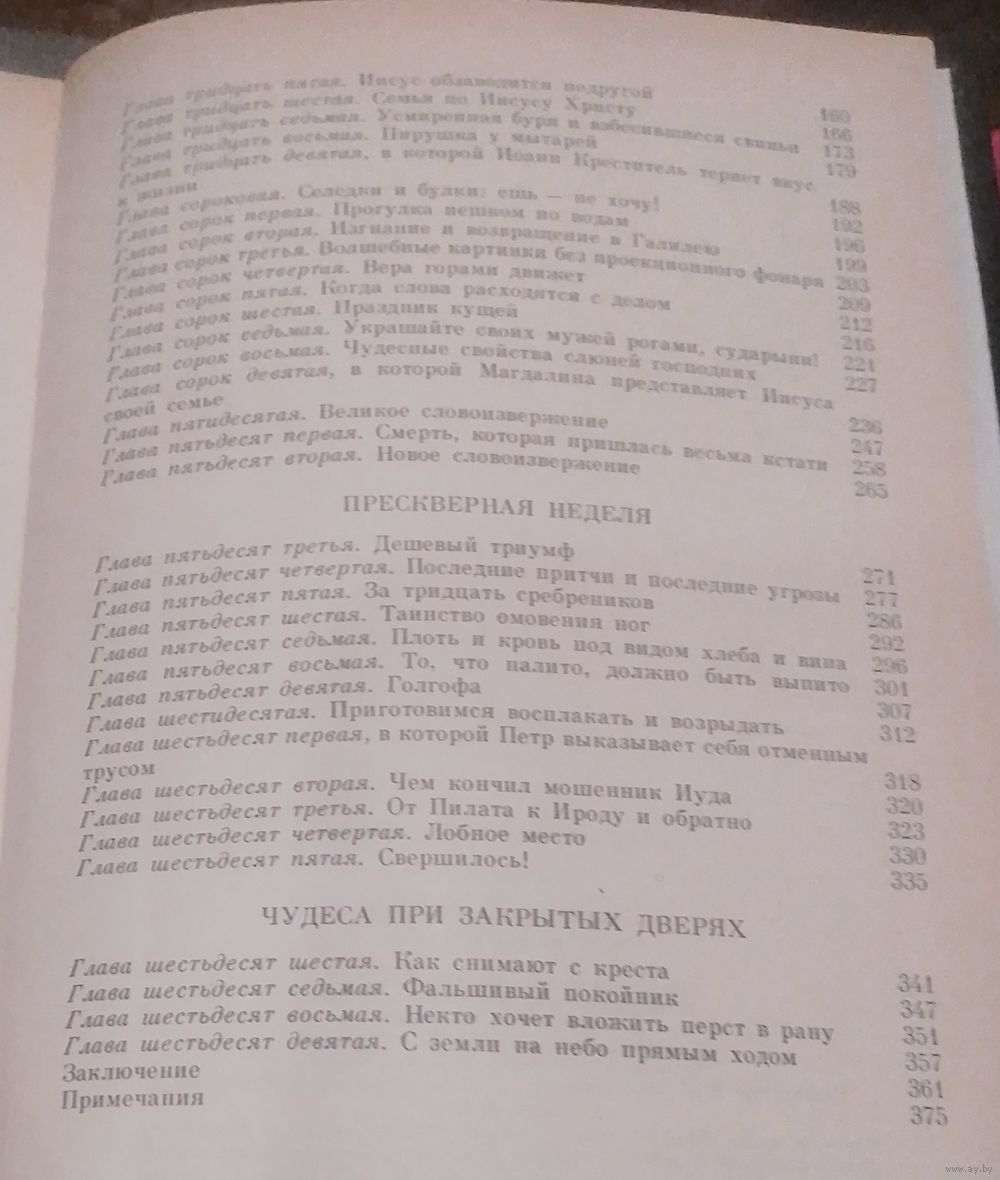 Глава тридцать пятая. Иисус обзаводится подругой 160
Глава тридцать шестая. Семья по Иисусу Христу 166
Глава тридцать седьмая. Усмиренная буря и взбесившиеся свиньи 173
Глава тридцать восьмая. Пирушка у мытарей 179
Глава тридцать девятая, в которой Иоанн Креститель теряет вкус
к жизни 188
Глава сороковая. Селедки и булки: ешь — не хочу! 192
Глава сорок первая. Прогулка пешком по водам 196
Глава сорок вторая. Изгнание и возвращение в Галилею 199
Глава сорок третья. Волшебные картинки без проекционного фонаря 203
Глава сорок четвертая. Вера горами движет 209
Глава сорок пятая. Когда слова расходятся с делом 212
Глава сорок шестая. Праздник кущей 216
Глава сорок седьмая. Украшайте своих мужей рогами, сударыни! 221
Глава сорок восьмая. Чудесные свойства слюней господних 227
Глава сорок девятая, в которой Магдалина представляет Иисуса
своей семье 236
Глава пятидесятая. Великое словоизвержение 247
Глава пятьдесят первая. Смерть, которая пришлась весьма кстати 258
Глава пятьдесят вторая. Новое словоизвержение 265
ПРЕСКВЕРНАЯ НЕДЕЛЯ
Глава пятьдесят третья. Дешевый триумф 271
Глава пятьдесят четвертая. Последние притчи и последние угрозы 277
Глава пятьдесят пятая. За тридцать сребреников 286
Глава пятьдесят шестая. Таинство омовения ног 292
Глава пятьдесят седьмая. Плоть и кровь под видом хлеба и вина 296
Глава пятьдесят восьмая. То, что налито, должно быть выпито 301
Глава пятьдесят девятая. Голгофа 307
Глава шестидесятая. Приготовимся восплакать и возрыдать 312
Глава шестьдесят первая, в которой Петр выказывает себя отменным
трусом 318
Глава шестьдесят вторая. Чем кончил мошенник Иуда 320
Глава шестьдесят третья. От Пилата к Ироду и обратно 323
Глава шестьдесят четвертая. Лобное место 330
Глава шестьдесят пятая. Свершилось! 335
ЧУДЕСА ПРИ ЗАКРЫТЫХ ДВЕРЯХ
Глава шестьдесят шестая. Как снимают с креста 341
Глава шестьдесят седьмая. Фальшивый покойник 347
Глава шестьдесят восьмая. Некто хочет вложить перст в рану 351
Глава шестьдесят девятая. С земли на небо прямым ходом 357
Заключение 361
Примечания 375
www.ay.by